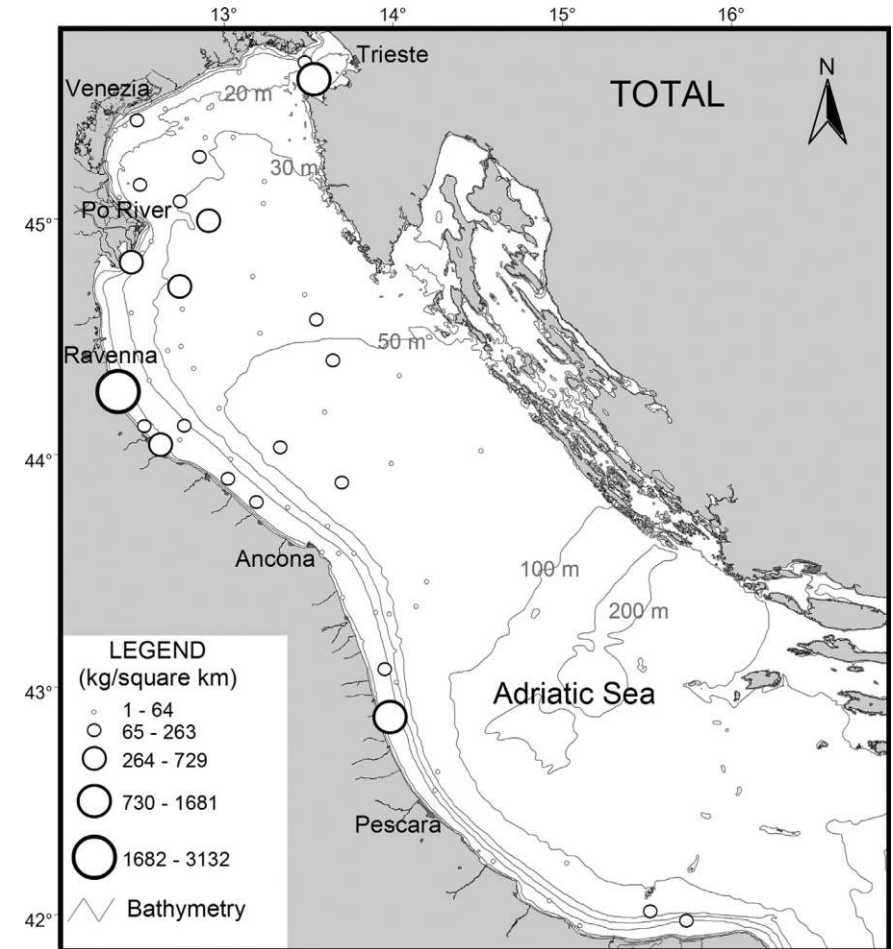 13° 14° 15° 16°
Trieste
N
TOTAL
Venezia
20 m
30 m
Po River
45°
50 m
Ravenna
44°
Ancona
100 m
200 m
LEGEND
(kg/square km)
1 - 64
65 - 263
264 - 729
730 - 1681
1682 - 3132
Bathymetry
43°
Adriatic Sea
Pescara
42°